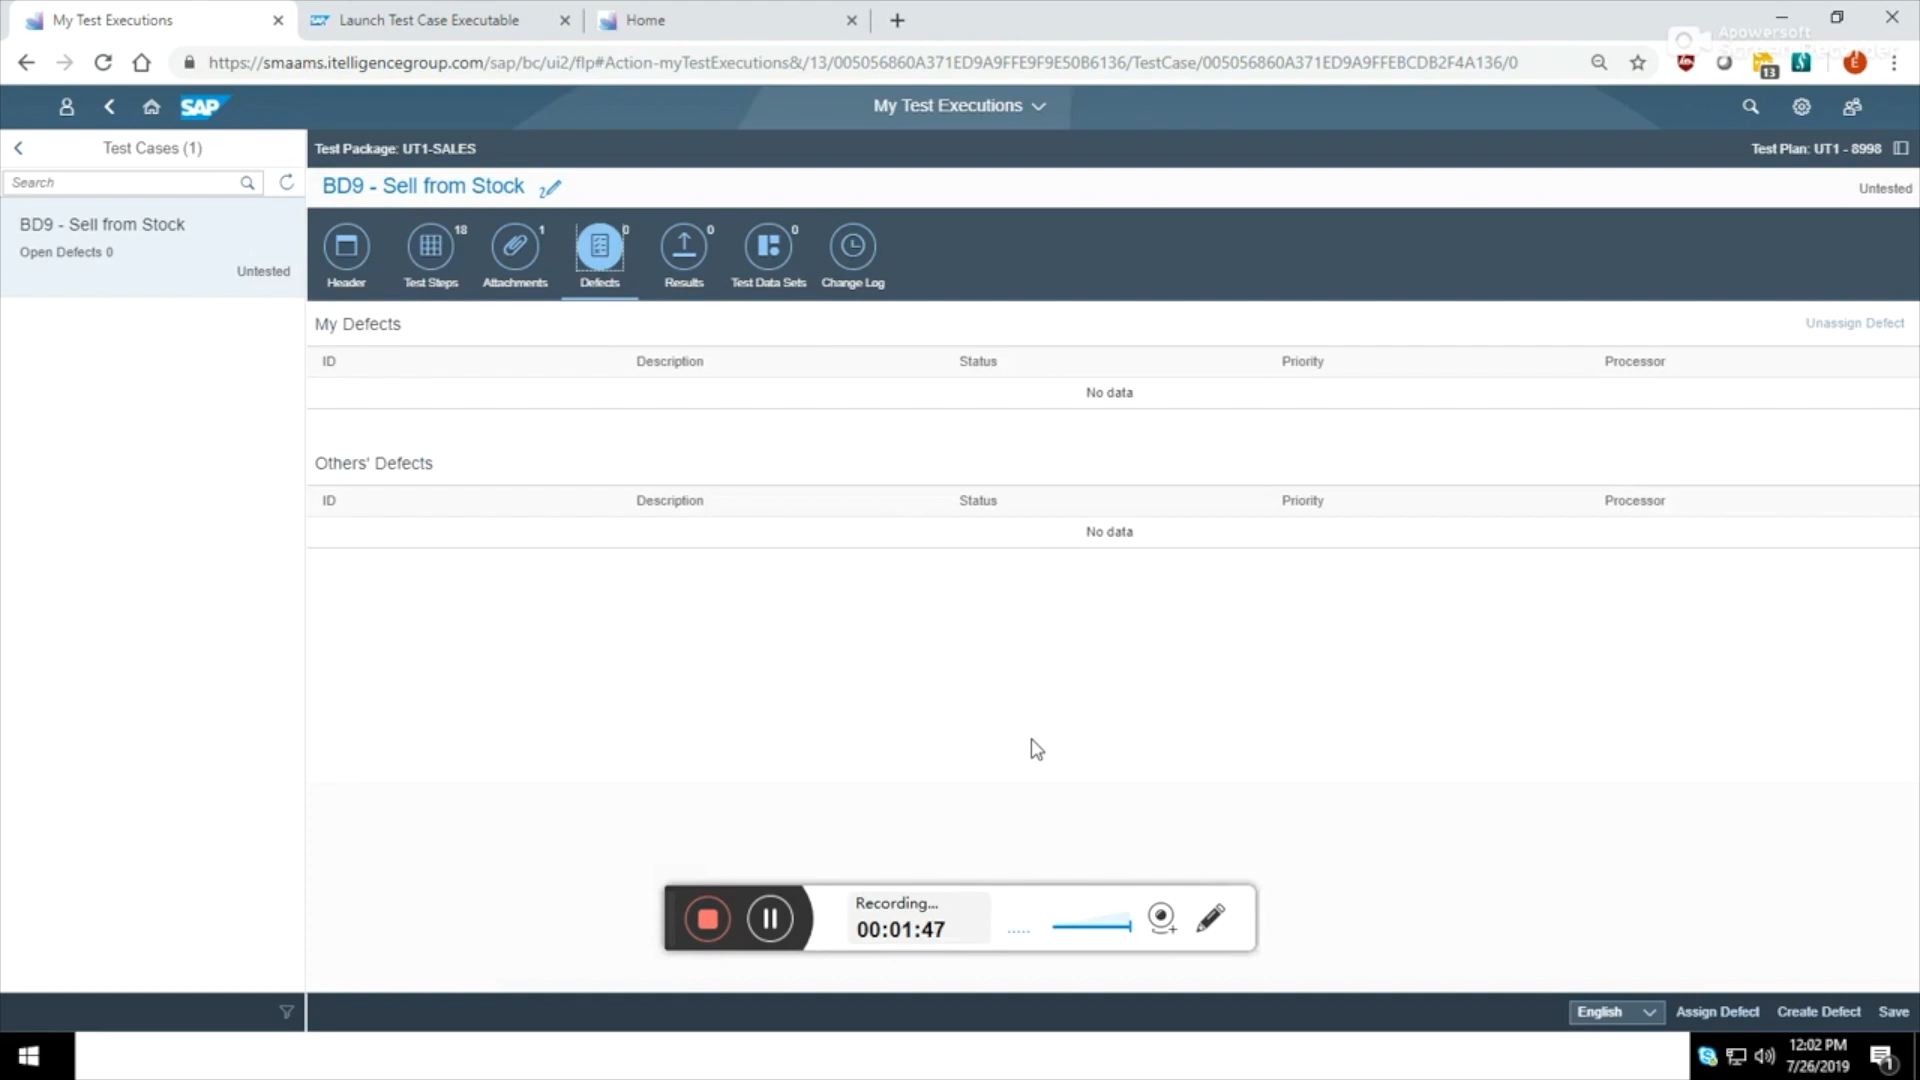 My Test Executions
Launch Test Case Executable
Home
Apowersoft
Screen Recorder
https://smaams.itelligencegroup.com/sap/bc/ui2/flp#Action-myTestExecutions&/13/005056860A371ED9A9FFE9F9E50B6136/TestCase/005056860A371ED9A9FFEBCDB2F4A136/0
13
E
SAP
My Test Executions
Test Cases (1)
Test Package: UT1-SALES
Test Plan: UT1 - 8998
Search
BD9 - Sell from Stock
Untested
BD9 - Sell from Stock
Open Defects 0
Untested
18
1
0
0
0
Header
Test Steps
Attachments
Defects
Results
Test Data Sets
Change Log
My Defects
Unassign Defect
ID
Description
Status
Priority
Processor
No data
Others' Defects
ID
Description
Status
Priority
Processor
No data
Recording...
00:01:47
English
Assign Defect
Create Defect
Save
12:02 PM
7/26/2019
1